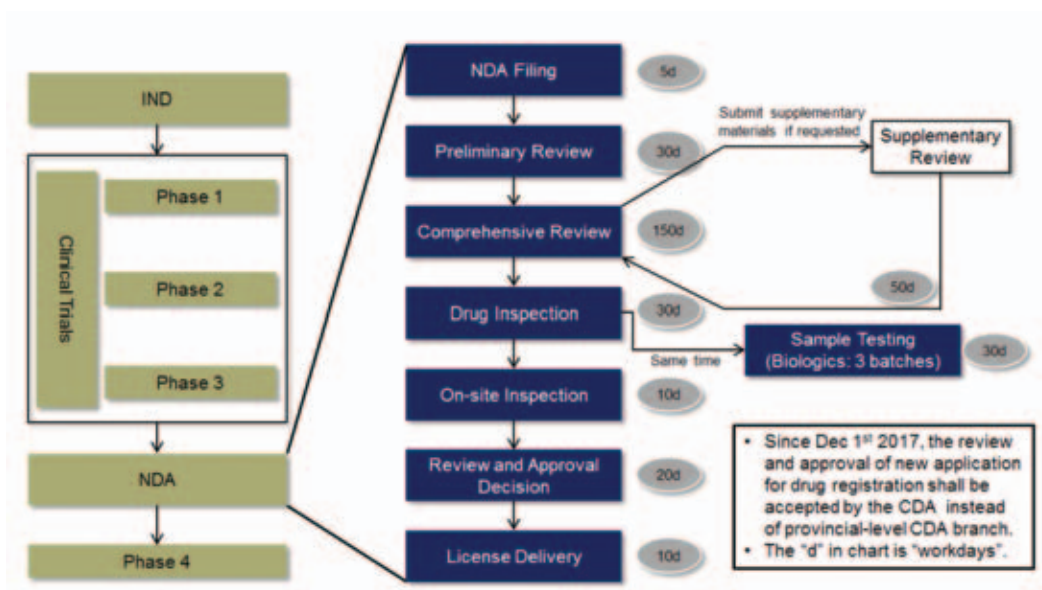 IND
Clinical Trials
Phase 1
Phase 2
Phase 3
NDA
Phase 4
NDA Filing
5d
Preliminary Review
30d
Comprehensive Review
150d
Submit supplementary
materials if requested
Supplementary
Review
50d
Drug Inspection
30d
Same time
Sample Testing
(Biologics: 3 batches)
30d
On-site Inspection
10d
Review and Approval
Decision
20d
License Delivery
10d
• Since Dec 1st 2017, the review
and approval of new application
for drug registration shall be
accepted by the CDA instead
of provincial-level CDA branch.
• The “d” in chart is “workdays”.